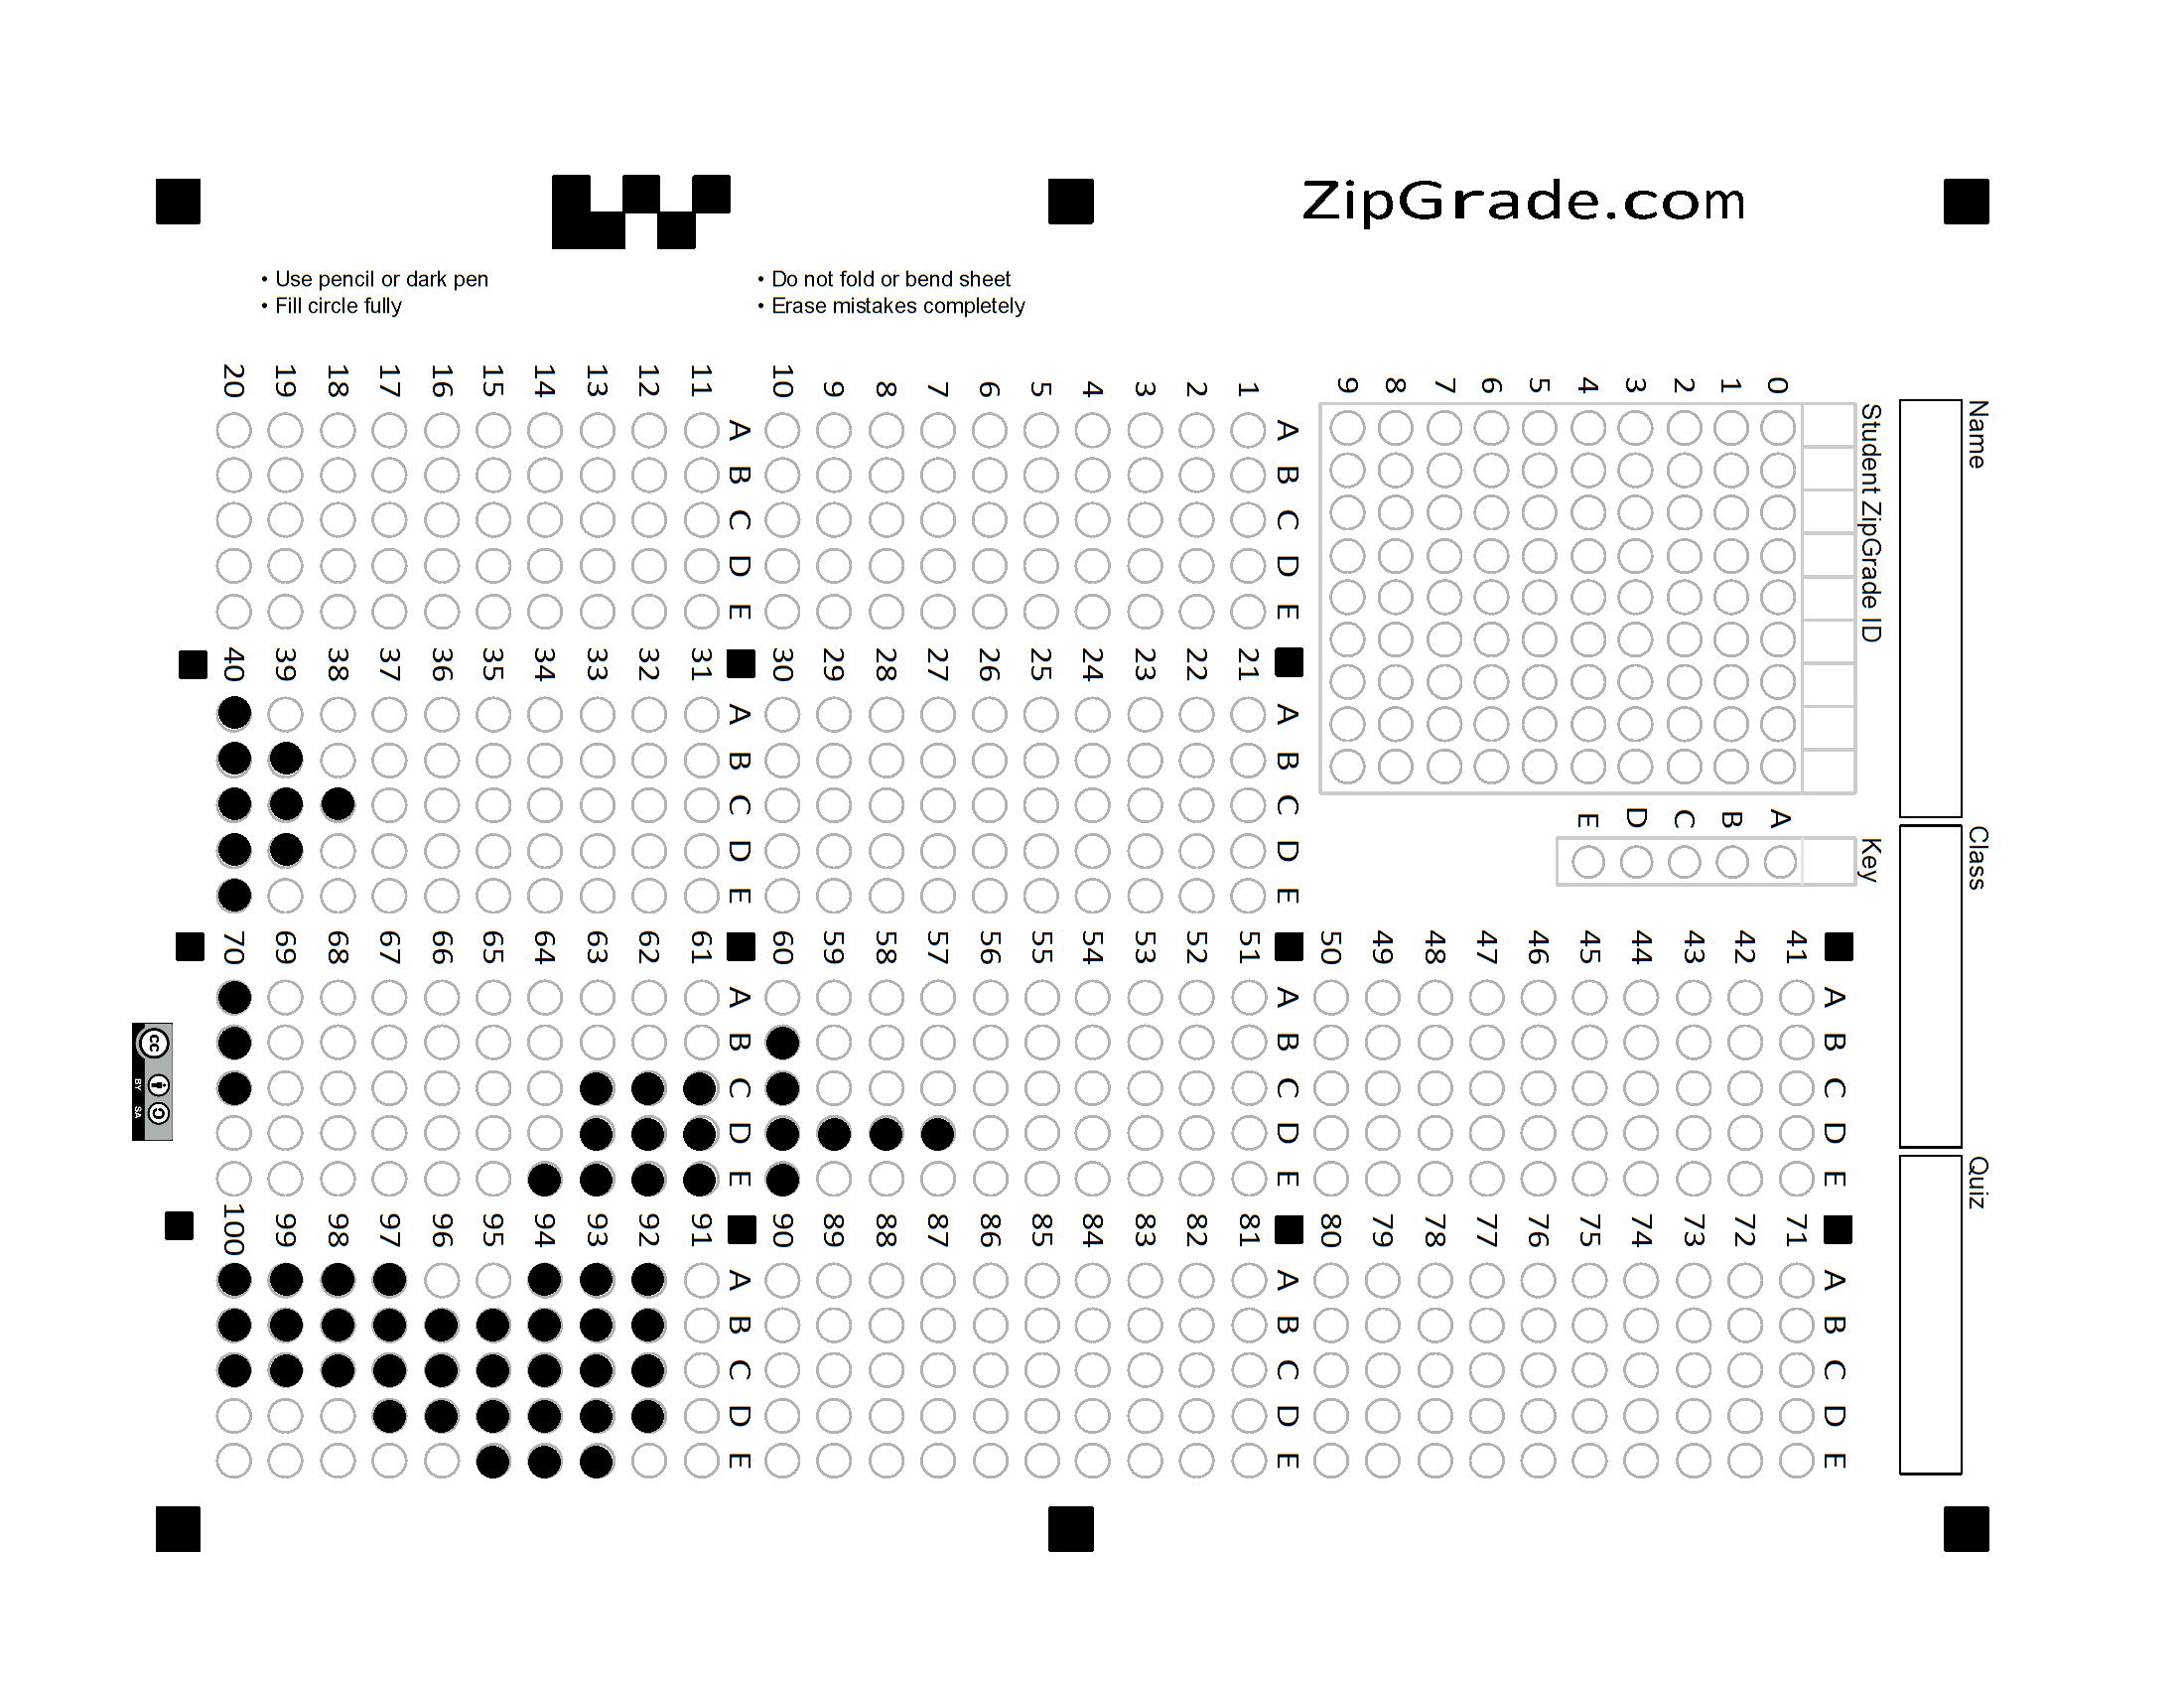 ZipGrade.com
• Use pencil or dark pen
• Fill circle fully
• Do not fold or bend sheet
• Erase mistakes completely
Name
Class
Quiz
Student ZipGrade ID
0 1 2 3 4 5 6 7 8 9
Key
A B C D E
A B C D E
1 2 3 4 5 6 7 8 9 10
A B C D E
11 12 13 14 15 16 17 18 19 20
A B C D E
21 22 23 24 25 26 27 28 29 30
A B C D E
31 32 33 34 35 36 37 38 39 40
A B C D E
41 42 43 44 45 46 47 48 49 50
A B C D E
51 52 53 54 55 56 57 58 59 60
A B C D E
61 62 63 64 65 66 67 68 69 70
A B C D E
71 72 73 74 75 76 77 78 79 80
A B C D E
81 82 83 84 85 86 87 88 89 90
A B C D E
91 92 93 94 95 96 97 98 99 100
cc
BY SA